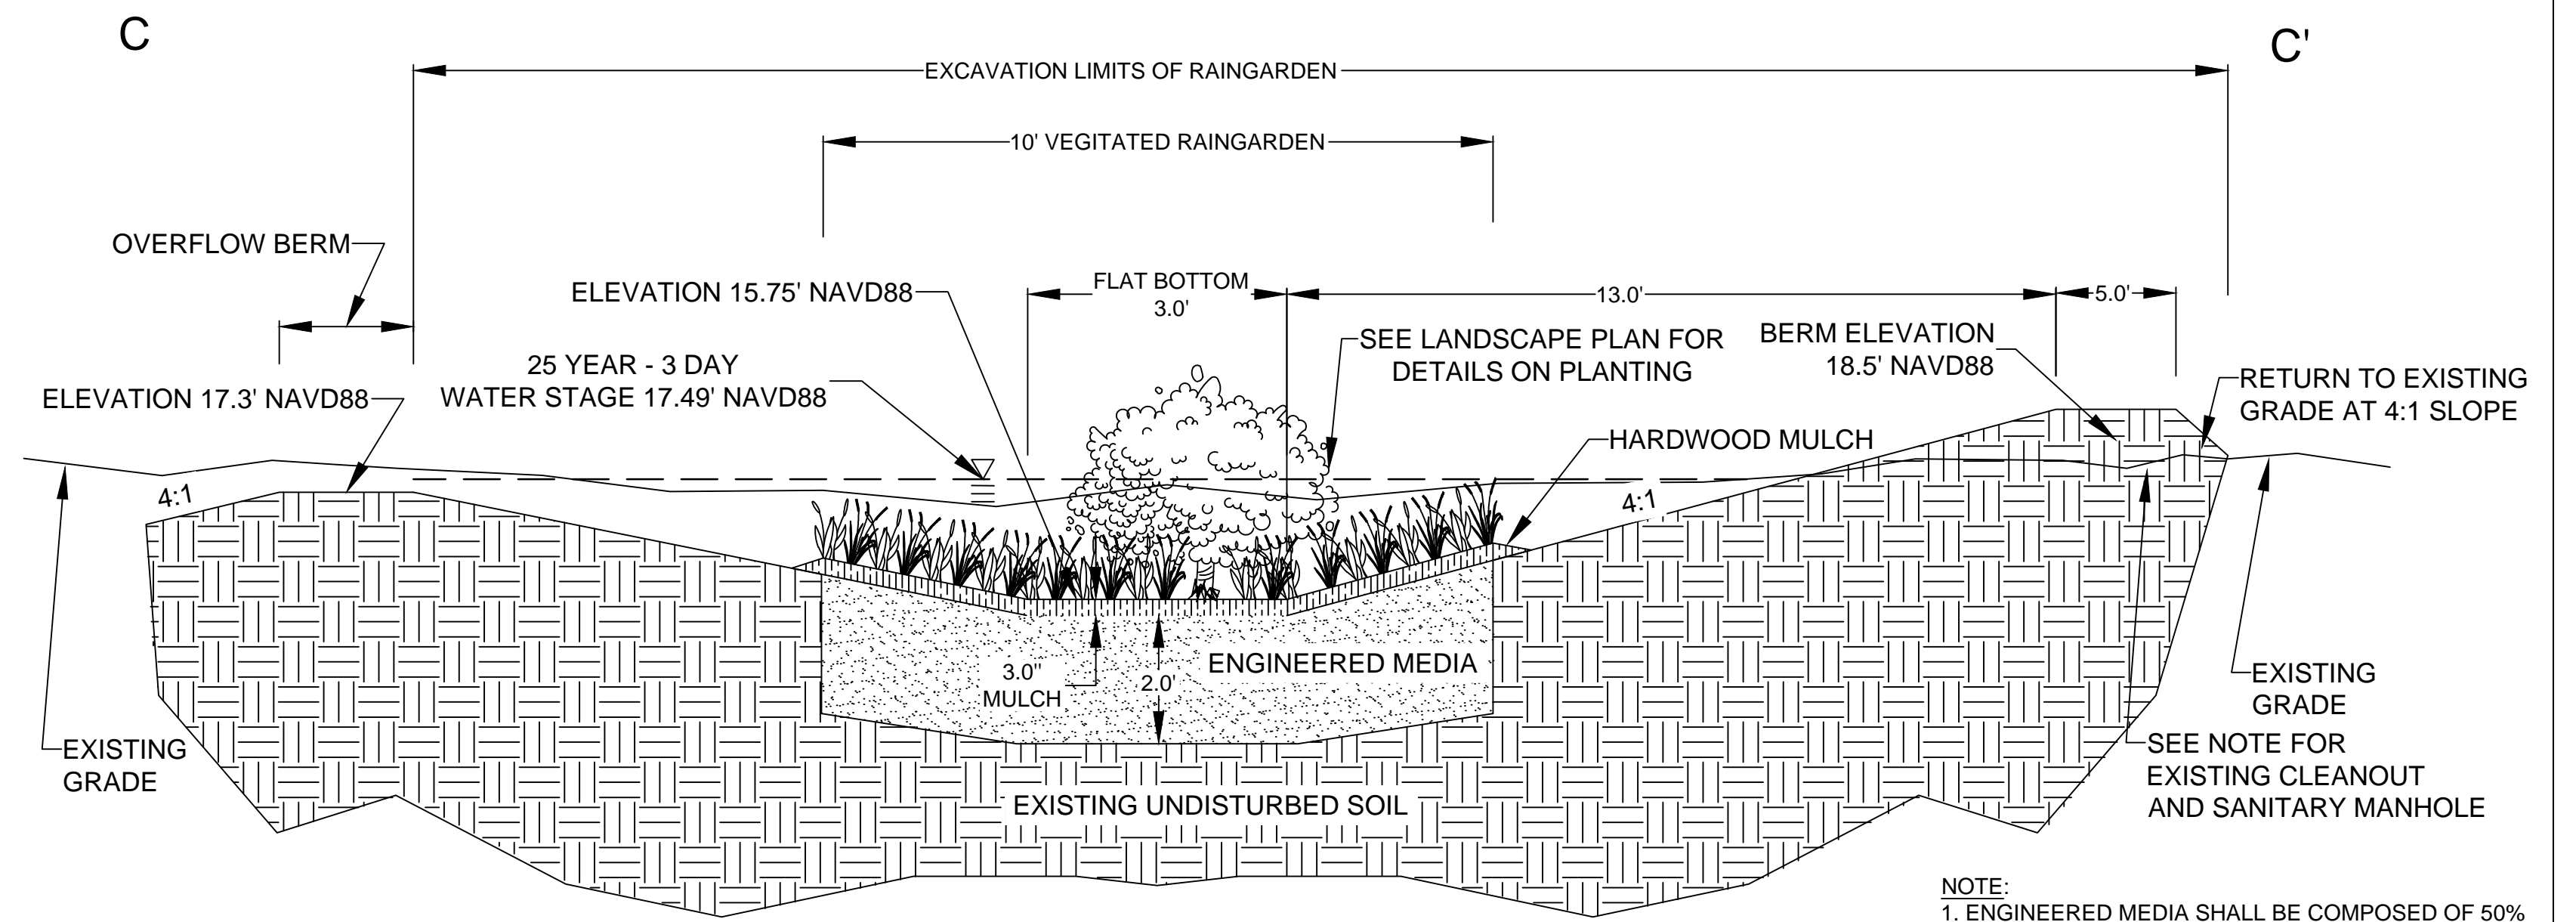 C
C'
EXCAVATION LIMITS OF RAINGARDEN
10' VEGITATED RAINGARDEN
OVERFLOW BERM
ELEVATION 15.75' NAVD88
FLAT BOTTOM
3.0'
13.0'
5.0'
25 YEAR - 3 DAY
WATER STAGE 17.49' NAVD88
SEE LANDSCAPE PLAN FOR
DETAILS ON PLANTING
BERM ELEVATION
18.5' NAVD88
ELEVATION 17.3' NAVD88
RETURN TO EXISTING
GRADE AT 4:1 SLOPE
HARDWOOD MULCH
4:1
4:1
3.0"
MULCH
2.0'
ENGINEERED MEDIA
EXISTING
GRADE
EXISTING
GRADE
SEE NOTE FOR
EXISTING CLEANOUT
AND SANITARY MANHOLE
EXISTING UNDISTURBED SOIL
NOTE:
1. ENGINEERED MEDIA SHALL BE COMPOSED OF 50%